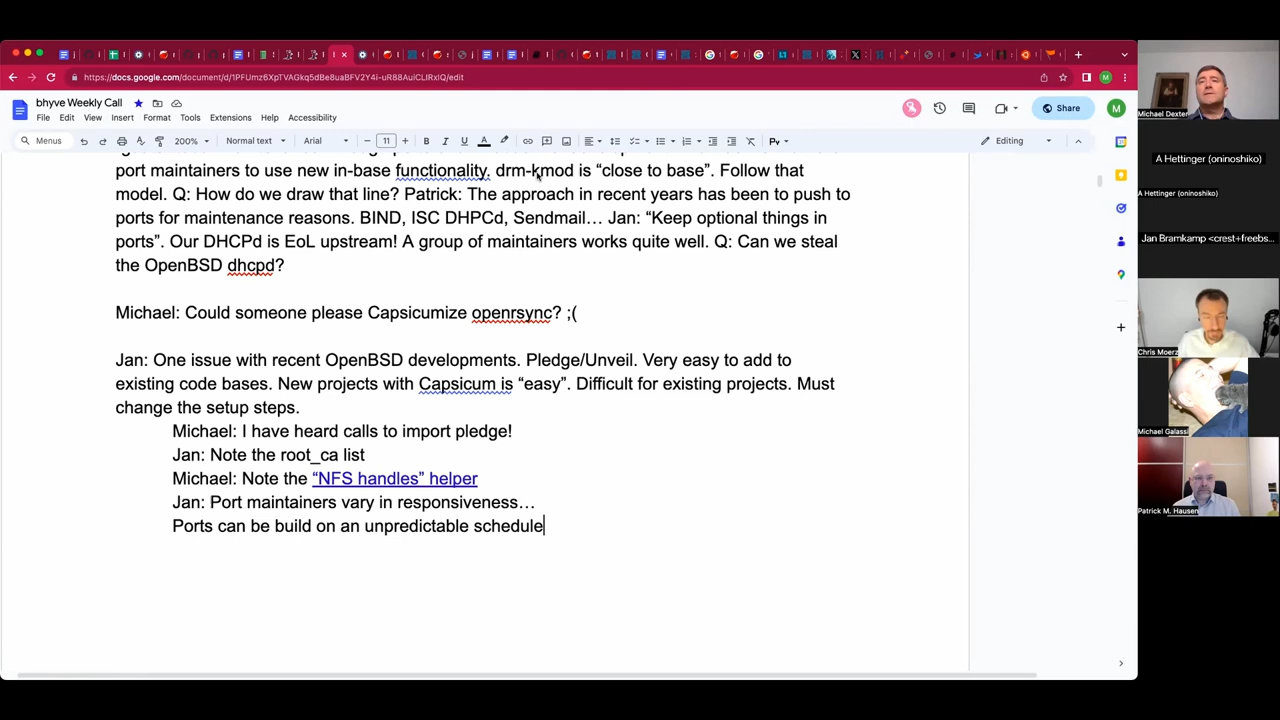 https://docs.google.com/document/d/1PFUmz6XpTVAGkq5dBe8uaBFV2Y4i-uR88AuiCLIRxlQ/edit
bhyve Weekly Call
File Edit View Insert Format Tools Extensions Help Accessibility
Share
M
Menus 200% Normal text Arial 11 Editing
port maintainers to use new in-base functionality. drm-kmod is “close to base”. Follow that
model. Q: How do we draw that line? Patrick: The approach in recent years has been to push to
ports for maintenance reasons. BIND, ISC DHPCd, Sendmail… Jan: “Keep optional things in
ports”. Our DHCPd is EoL upstream! A group of maintainers works quite well. Q: Can we steal
the OpenBSD dhcpd?
Michael: Could someone please Capsicumize openrsync? ;(
Jan: One issue with recent OpenBSD developments. Pledge/Unveil. Very easy to add to
existing code bases. New projects with Capsicum is “easy”. Difficult for existing projects. Must
change the setup steps.
Michael: I have heard calls to import pledge!
Jan: Note the root_ca list
Michael: Note the “NFS handles” helper
Jan: Port maintainers vary in responsiveness…
Ports can be build on an unpredictable schedule
Michael Dexter
A Hettinger (oninoshiko)
A Hettinger (oninoshiko)
Jan Bramkamp <crest+freebs...
Chris Moerz
Michael Galassi
Patrick M. Hausen